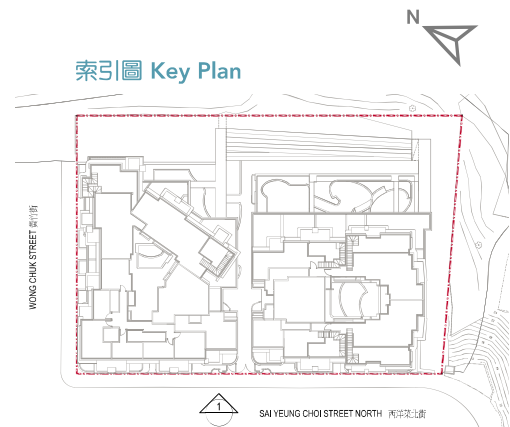 N
索引圖 Key Plan
WONG CHUK STREET 黃竹街
1
SAI YEUNG CHOI STREET NORTH 西洋菜北街